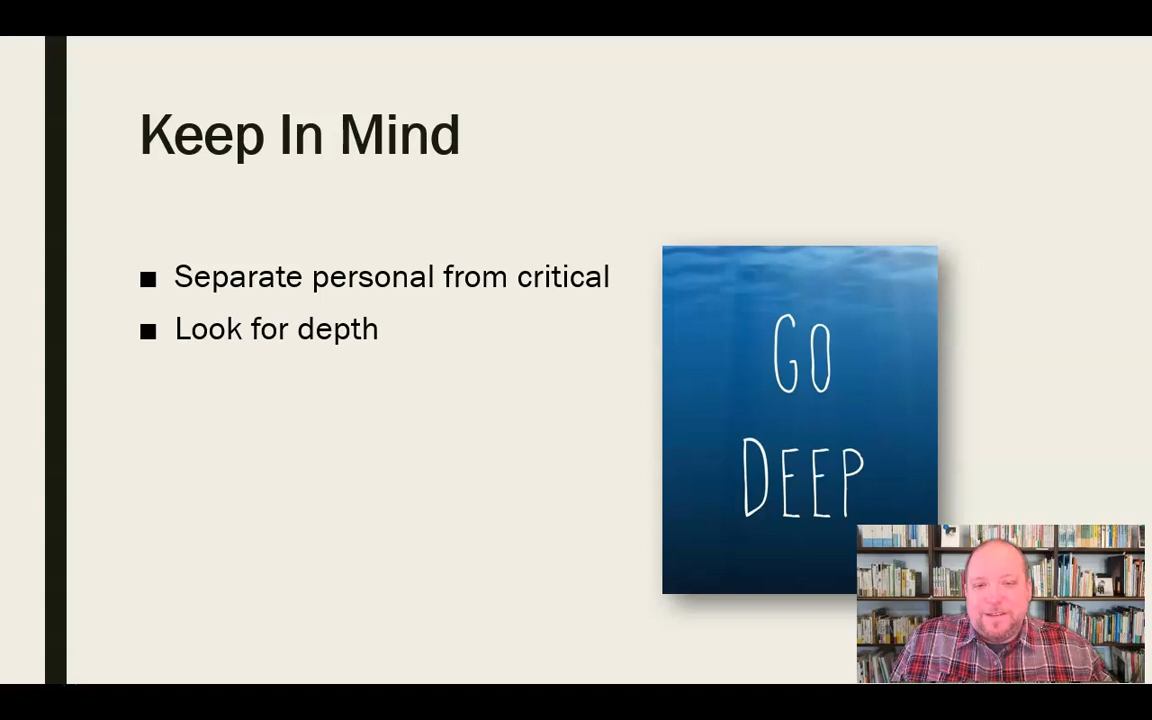 Keep In Mind
■ Separate personal from critical
■ Look for depth
GO
DEEP